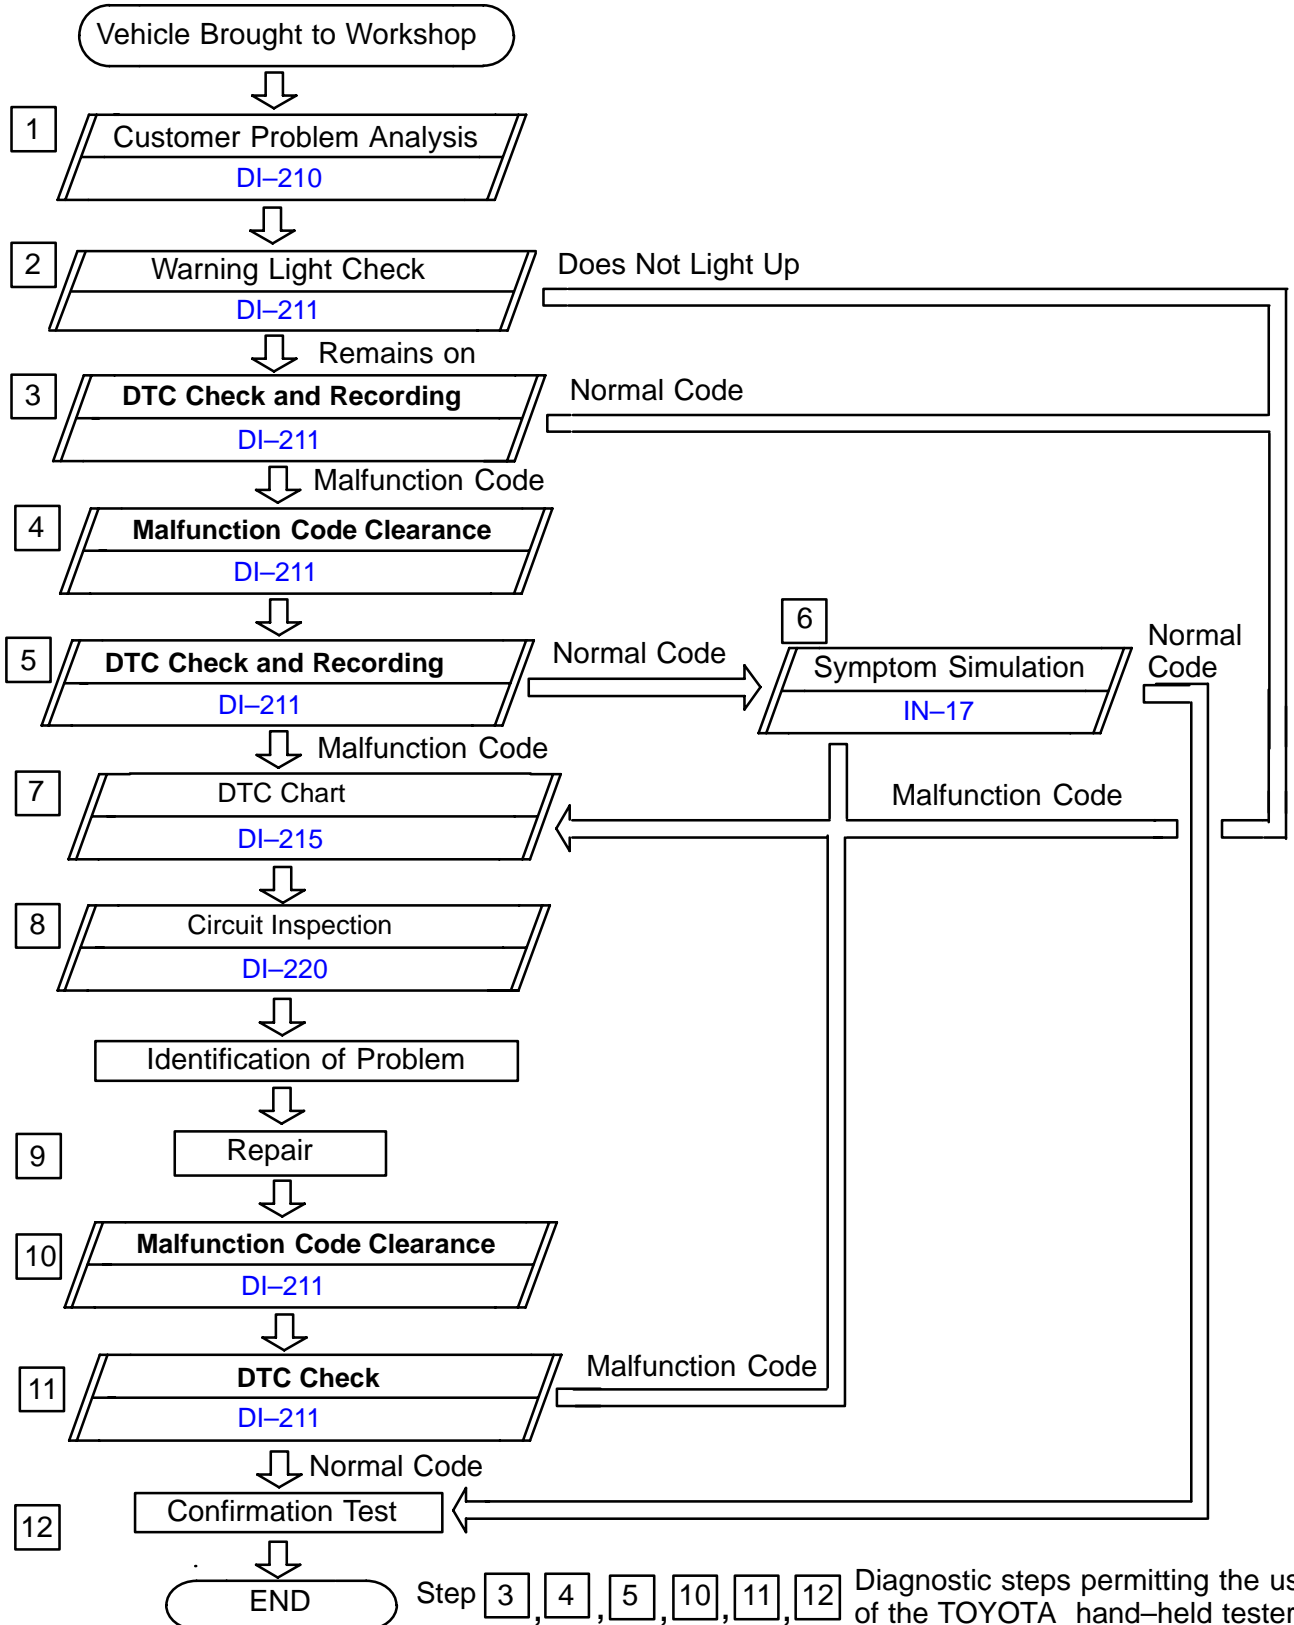 Vehicle Brought to Workshop
1
Customer Problem Analysis
DI–210
2
Warning Light Check
DI–211
Does Not Light Up
Remains on
3
DTC Check and Recording
DI–211
Normal Code
Malfunction Code
4
Malfunction Code Clearance
DI–211
5
DTC Check and Recording
DI–211
Normal Code
6
Symptom Simulation
IN–17
Normal
Code
Malfunction Code
7
DTC Chart
DI–215
Malfunction Code
8
Circuit Inspection
DI–220
Identification of Problem
9
Repair
10
Malfunction Code Clearance
DI–211
11
DTC Check
DI–211
Malfunction Code
Normal Code
12
Confirmation Test
END
Step 3 , 4 , 5 , 10 , 11 , 12
Diagnostic steps permitting the us
of the TOYOTA hand–held tester